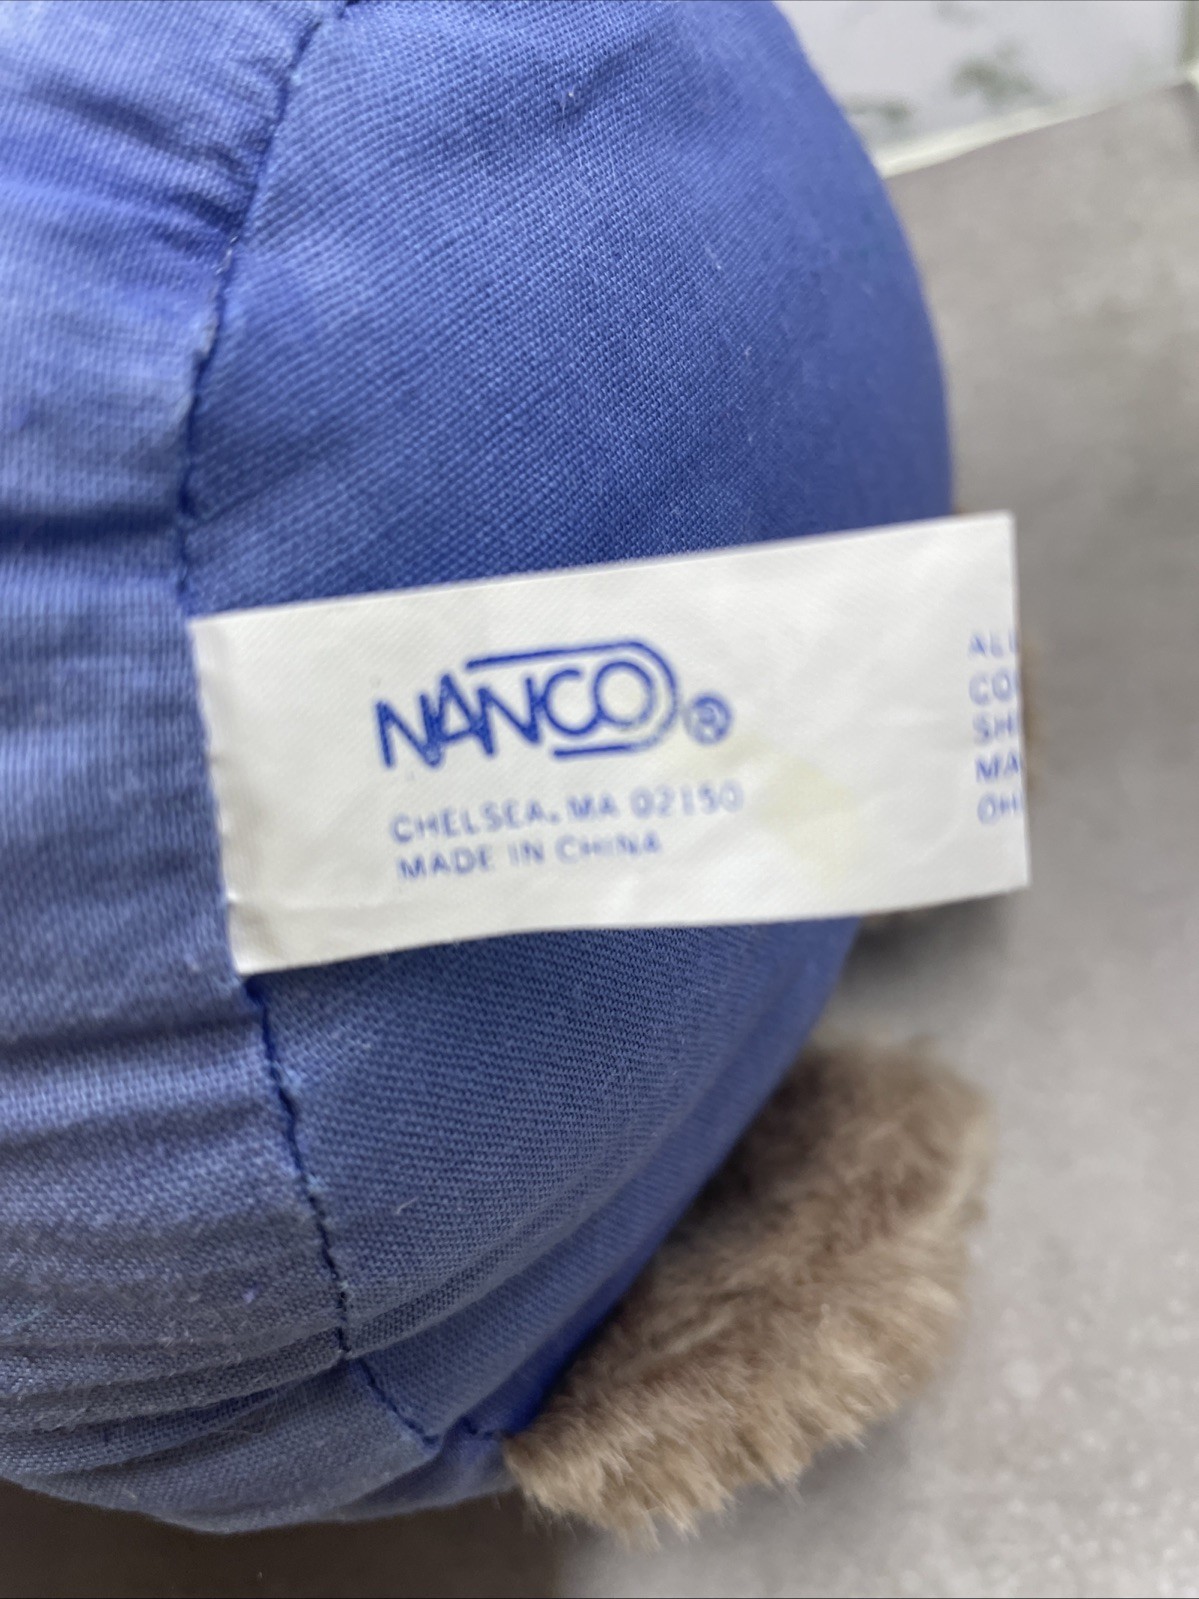 NANCO®
CHELSEA, MA 02150
MADE IN CHINA